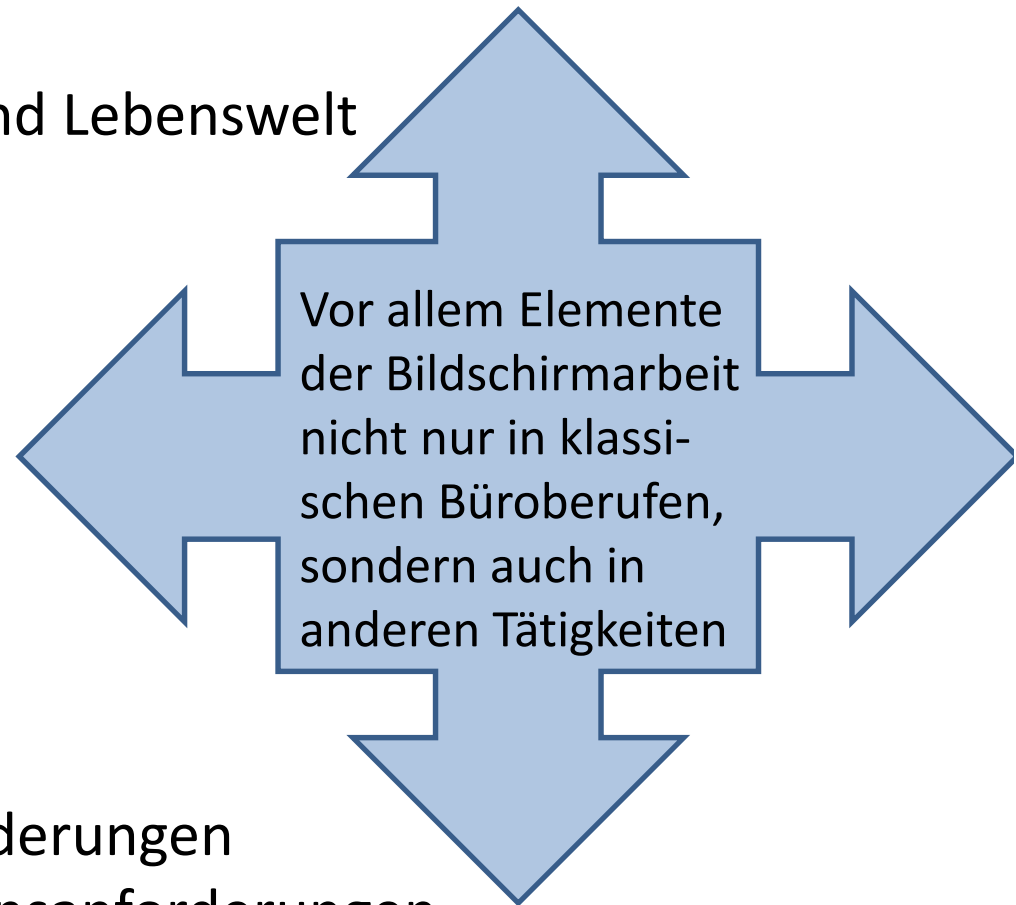 nd Lebenswelt
Vor allem Elemente
der Bildschirmarbeit
nicht nur in klassi-
schen Büroberufen,
sondern auch in
anderen Tätigkeiten
derungen
nsanforderungen